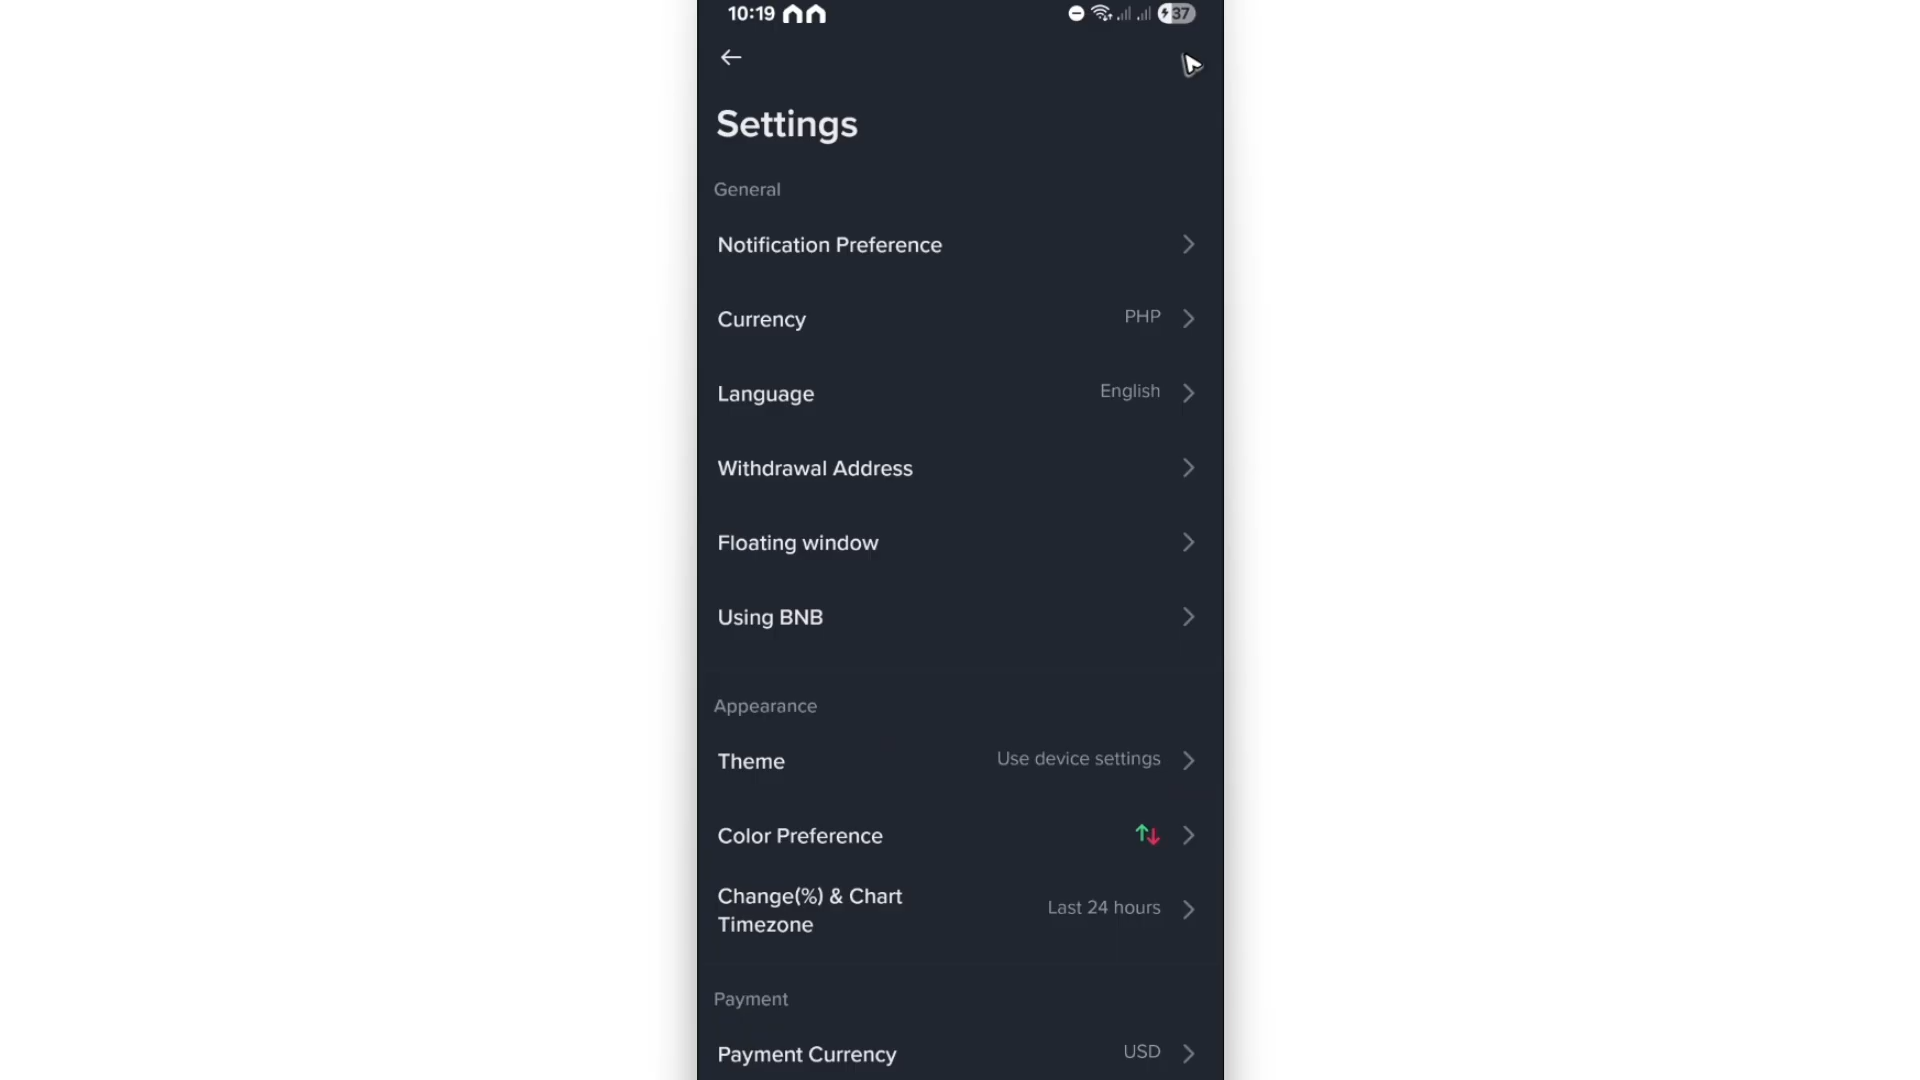 10:19 37
Settings
General
Notification Preference
Currency PHP
Language English
Withdrawal Address
Floating window
Using BNB
Appearance
Theme Use device settings
Color Preference
Change(%) & Chart
Timezone Last 24 hours
Payment
Payment Currency USD